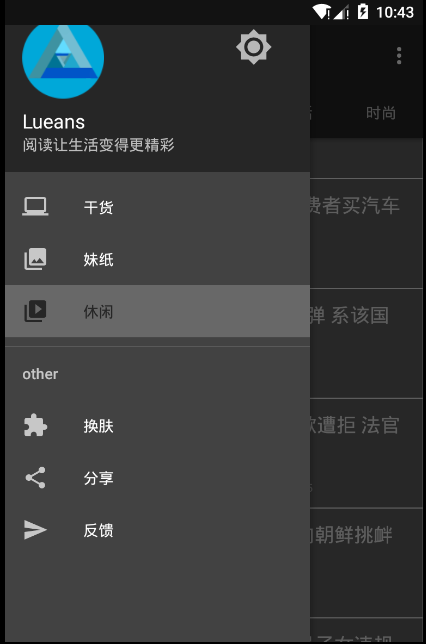 10:43
Lueans
阅读让生活变得更精彩
时尚
干货
费者买汽车
妹纸
休闲
弹 系该国
other
换肤
欧遭拒 法官
分享
反馈
向朝鲜挑衅